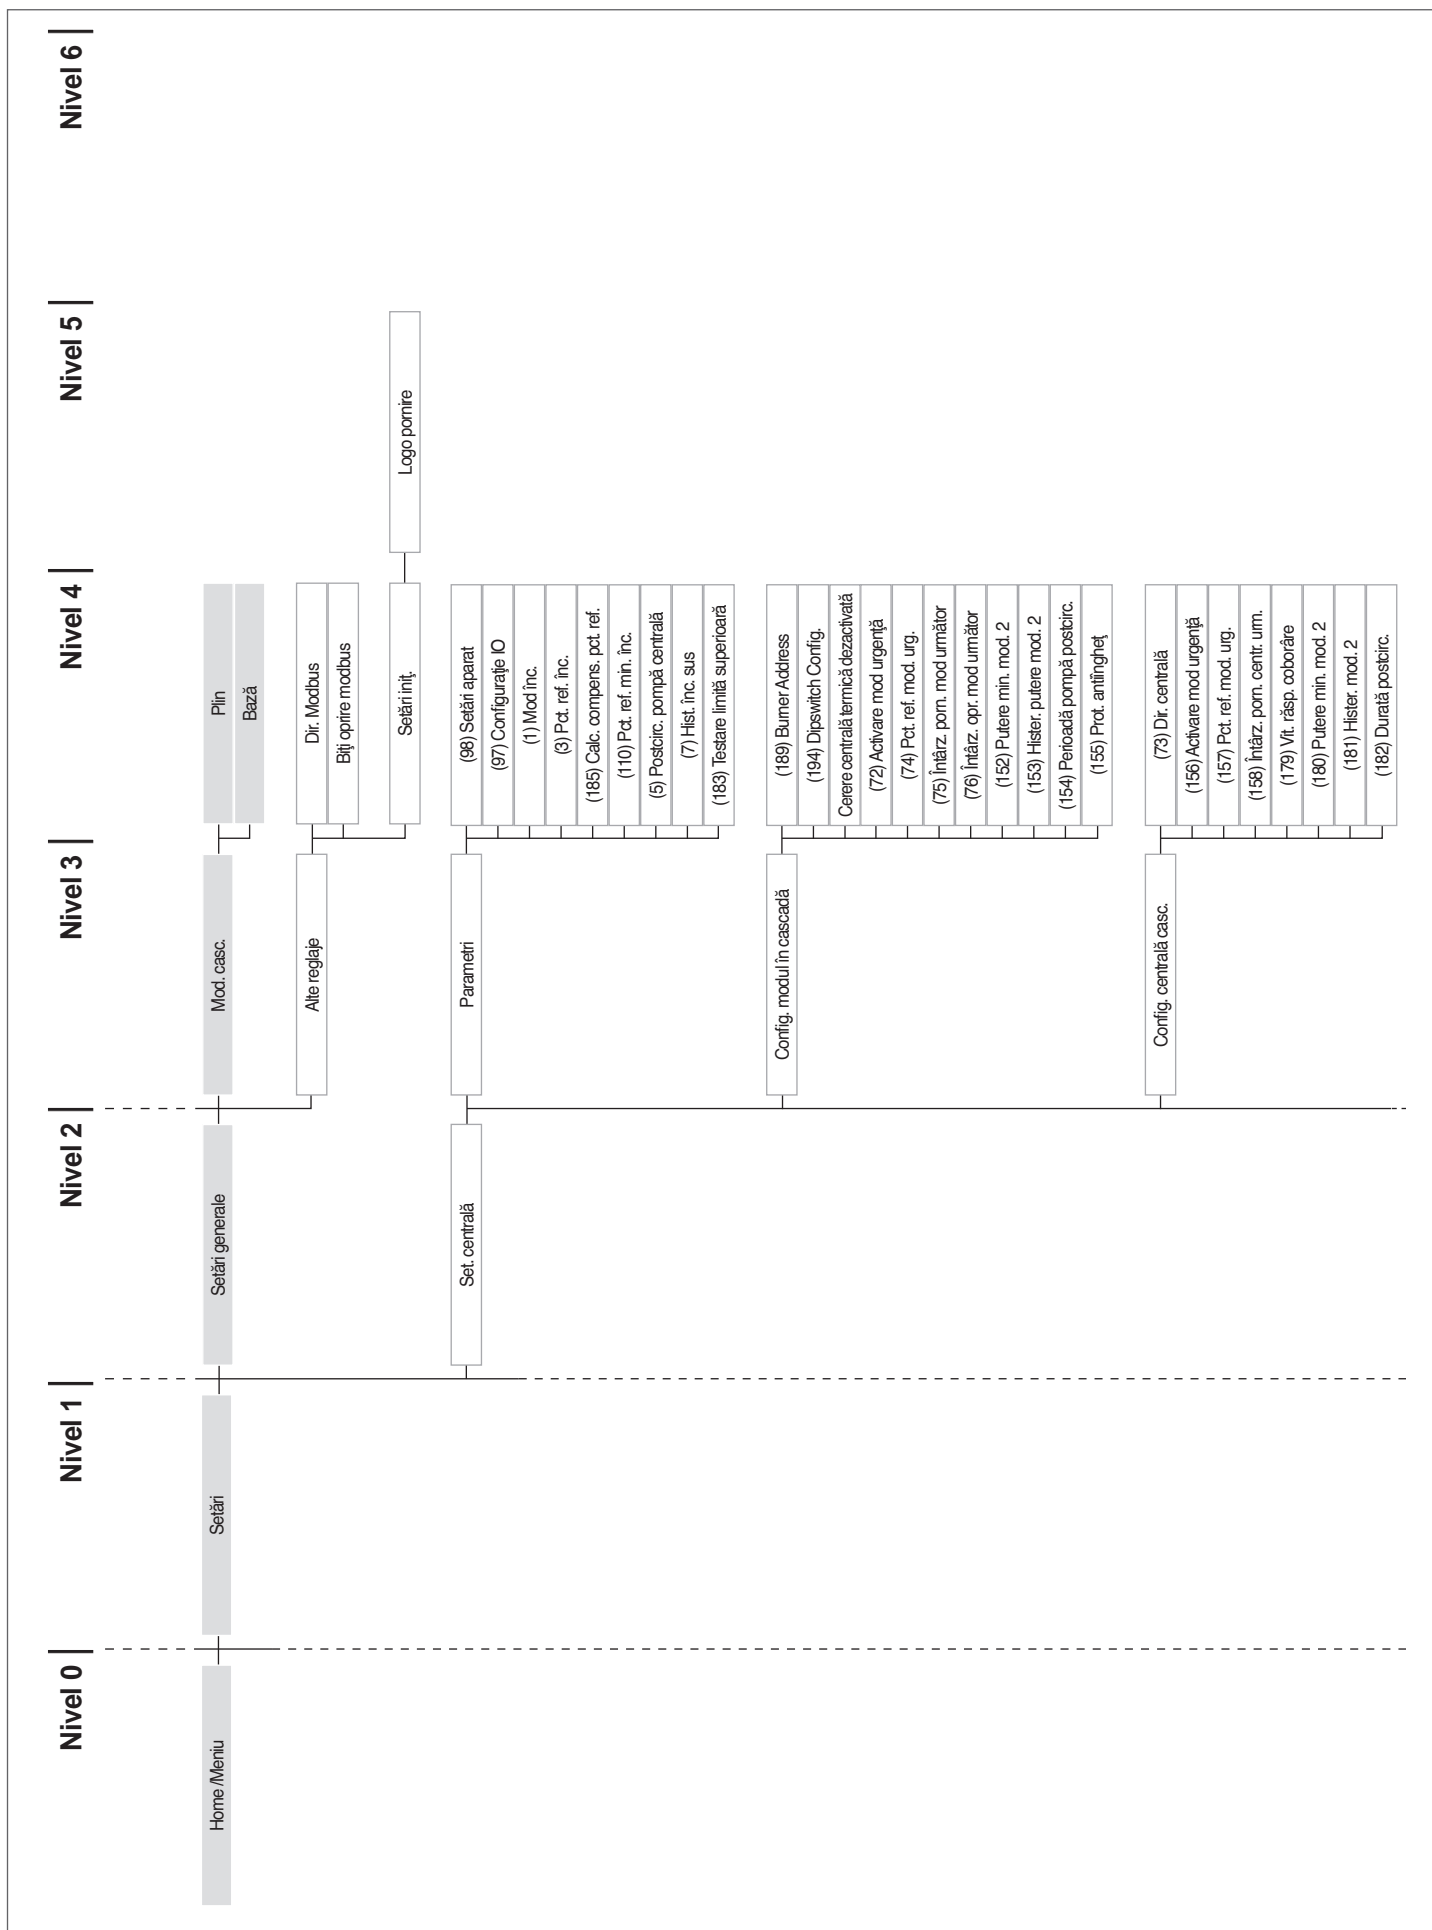 Nivel 0
Nivel 1
Nivel 2
Nivel 3
Nivel 4
Nivel 5
Nivel 6
Home /Meniu
Setări
Setări generale
Mod. casc.
Plin
Bază
Alte reglaje
Dir. Modbus
Biţi oprire modbus
Setări iniţ.
Logo pornire
Set. centrală
Parametri
(98) Setări aparat
(97) Configuraţie IO
(1) Mod înc.
(3) Pct. ref. înc.
(185) Calc. compens. pct. ref.
(110) Pct. ref. min. înc.
(5) Postcirc. pompă centrală
(7) Hist. înc. sus
(183) Testare limită superioară
Config. modul în cascadă
(189) Burner Address
(194) Dipswitch Config.
Cerere centrală termică dezactivată
(72) Activare mod urgenţă
(74) Pct. ref. mod. urg.
(75) Întârz. porn. mod următor
(76) Întârz. opr. mod următor
(152) Putere min. mod. 2
(153) Hister. putere mod. 2
(154) Perioadă pompă postcirc.
(155) Prot. antîngheţ
Config. centrală casc.
(73) Dir. centrală
(156) Activare mod urgenţă
(157) Pct. ref. mod. urg.
(158) Întârz. porn. centr. urm.
(179) Vit. răsp. coborâre
(180) Putere min. mod. 2
(181) Hister. mod. 2
(182) Durată postcirc.